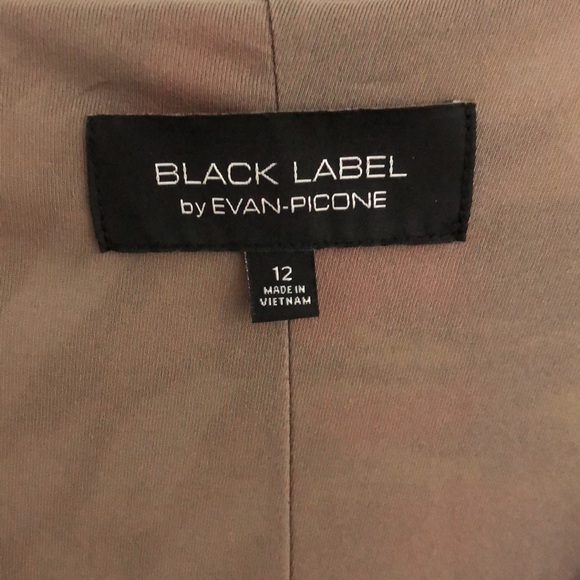 BLACK LABEL
by EVAN-PICONE
12
MADE IN
VIETNAM